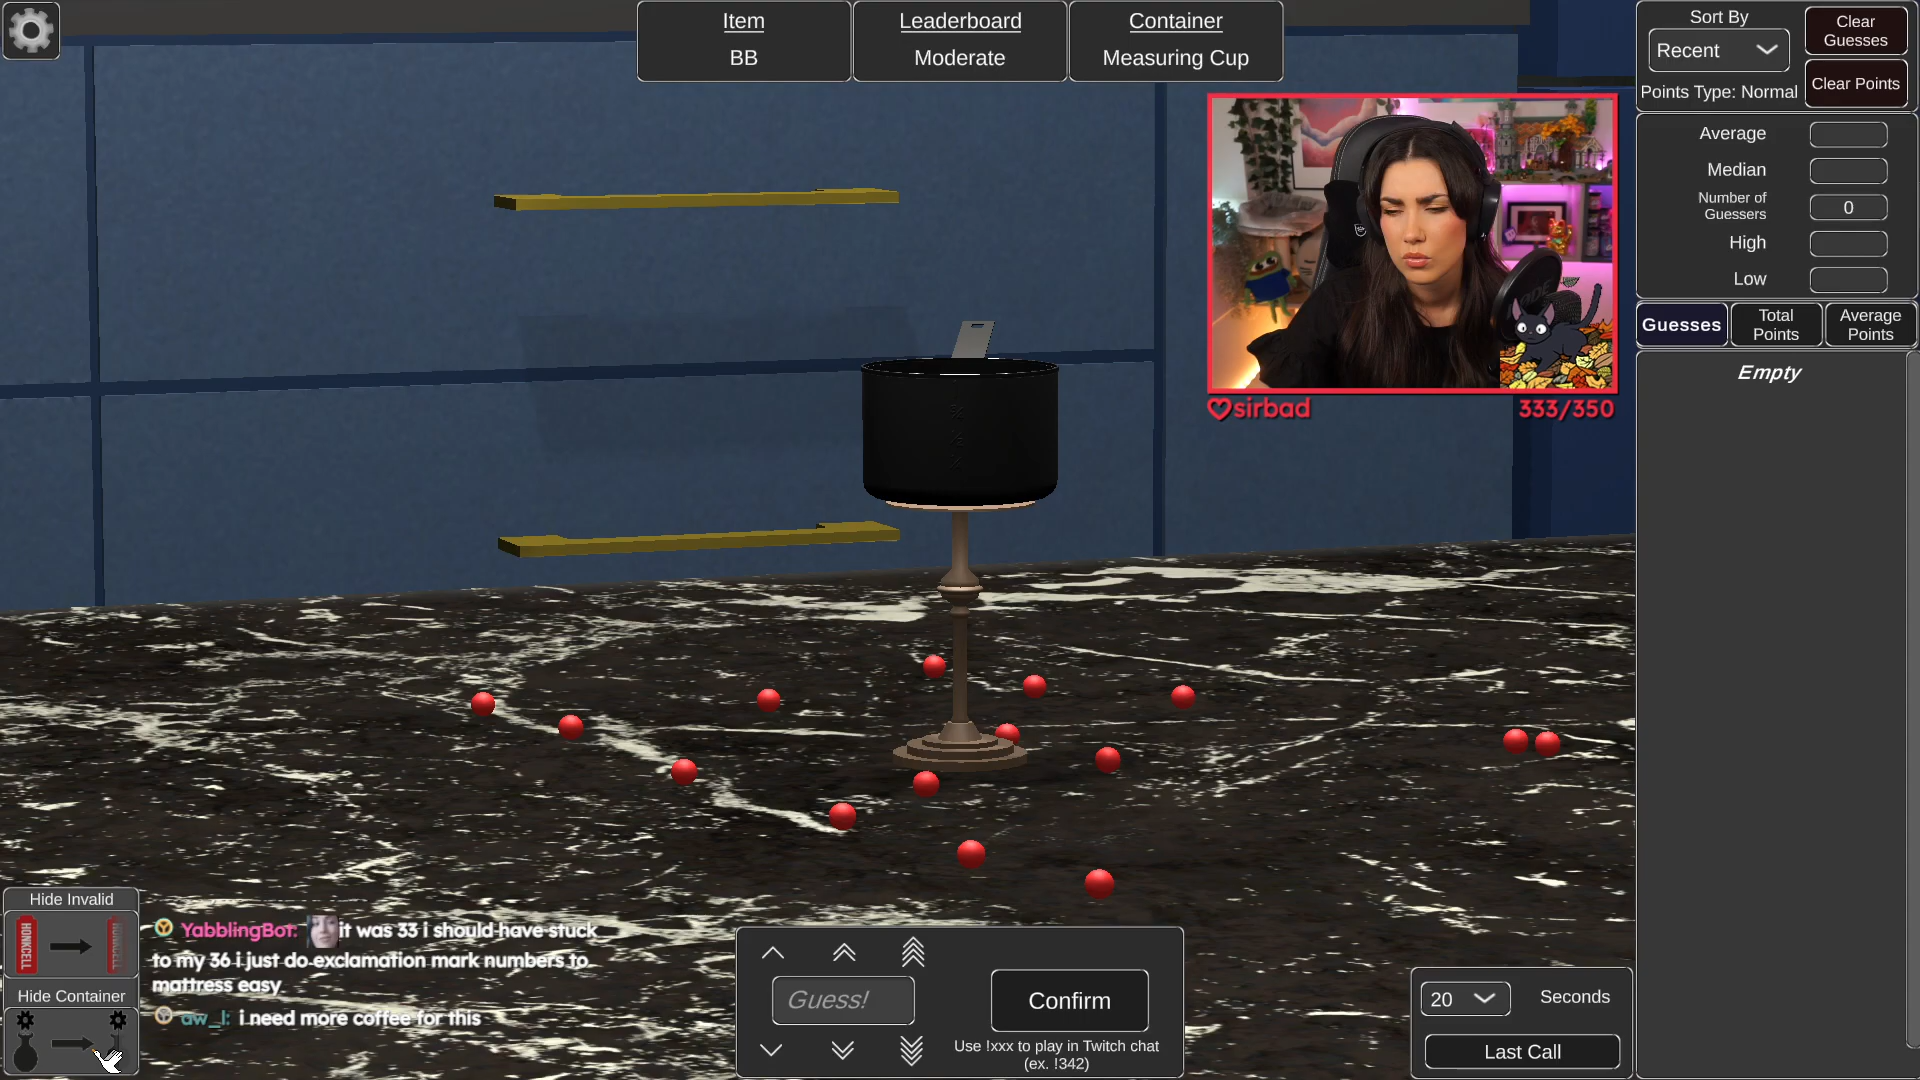 Item
BB
Leaderboard
Moderate
Container
Measuring Cup
Sort By
Recent
Points Type: Normal
Clear
Guesses
Clear Points
Average
Median
Number of
Guessers
0
High
Low
Guesses
Total
Points
Average
Points
Empty
sirbad
333/350
Hide Invalid
HONKCELL
Hide Container
YabblingBot: it was 33 i should have stuck
to my 36 i just do exclamation mark numbers to
mattress easy
aw_l: i need more coffee for this
Guess!
Confirm
Use !xxx to play in Twitch chat
(ex. !342)
20
Seconds
Last Call